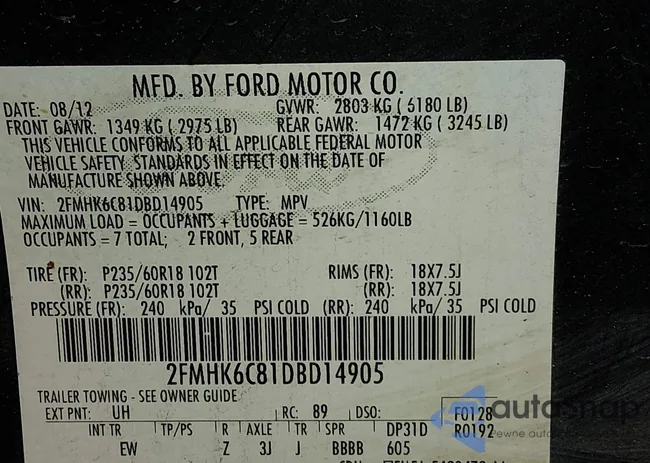 MFD. BY FORD MOTOR CO.
DATE: 08/12 GVWR: 2803 KG ( 6180 LB)
FRONT GAWR: 1349 KG ( 2975 LB) REAR GAWR: 1472 KG ( 3245 LB)
THIS VEHICLE CONFORMS TO ALL APPLICABLE FEDERAL MOTOR
VEHICLE SAFETY STANDARDS IN EFFECT ON THE DATE OF
MANUFACTURE SHOWN ABOVE.
VIN: 2FMHK6C81DBD14905 TYPE: MPV
MAXIMUM LOAD = OCCUPANTS + LUGGAGE = 526KG/1160LB
OCCUPANTS = 7 TOTAL; 2 FRONT, 5 REAR
TIRE (FR): P235/60R18 102T RIMS (FR): 18X7.5J
(RR): P235/60R18 102T (RR): 18X7.5J
PRESSURE (FR): 240 kPa/ 35 PSI COLD (RR): 240 kPa/ 35 PSI COLD
2FMHK6C81DBD14905
TRAILER TOWING - SEE OWNER GUIDE
EXT PNT: UH RC: 89 DSO: F0128
INT TR TP/PS R AXLE TR SPR DP31D R0192
EW Z 3J J BBBB 605
autosnap
Pewne auto